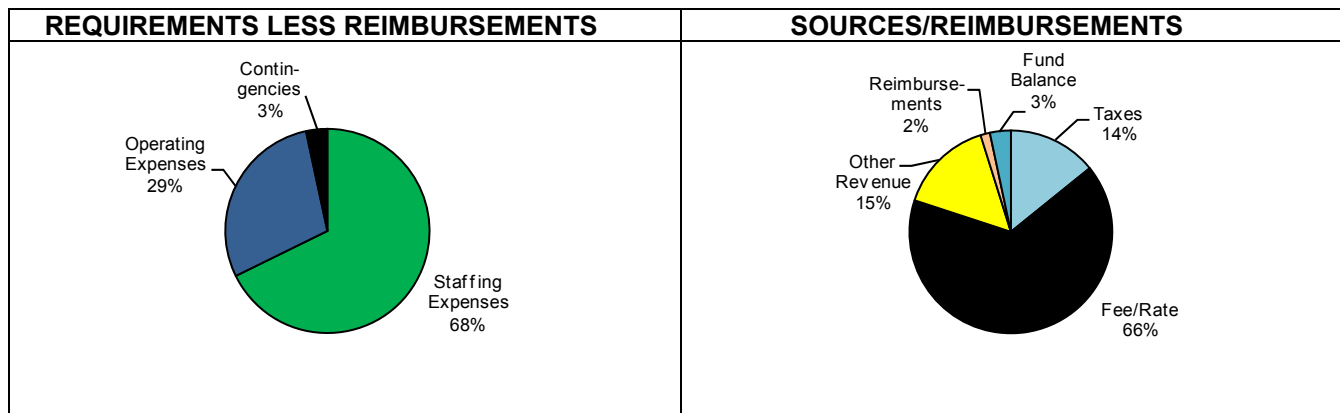 REQUIREMENTS LESS REIMBURSEMENTS
Contin-
gencies
3%
Operating
Expenses
29%
Staffing
Expenses
68%
SOURCES/REIMBURSEMENTS
Fund
Balance
3%
Reimburse-
ments
2%
Taxes
14%
Other
Revenue
15%
Fee/Rate
66%